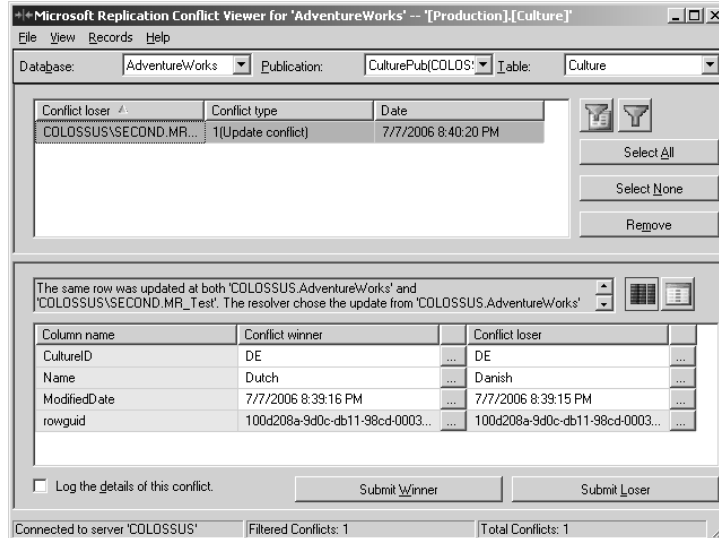 Microsoft Replication Conflict Viewer for 'AdventureWorks' -- '[Production].[Culture]'
File View Records Help
Database: AdventureWorks Publication: CulturePub(COLOS: Table: Culture
Conflict loser Conflict type Date
COLOSSUS\SECOND.MR... 1(Update conflict) 7/7/2006 8:40:20 PM
Select All
Select None
Remove
The same row was updated at both 'COLOSSUS.AdventureWorks' and
'COLOSSUS\SECOND.MR_Test'. The resolver chose the update from 'COLOSSUS.AdventureWorks'
Column name Conflict winner Conflict loser
CultureID DE ... DE ...
Name Dutch ... Danish ...
ModifiedDate 7/7/2006 8:39:16 PM ... 7/7/2006 8:39:15 PM ...
rowguid 100d208a-9d0c-db11-98cd-0003... ... 100d208a-9d0c-db11-98cd-0003... ...
Log the details of this conflict. Submit Winner Submit Loser
Connected to server 'COLOSSUS' Filtered Conflicts: 1 Total Conflicts: 1